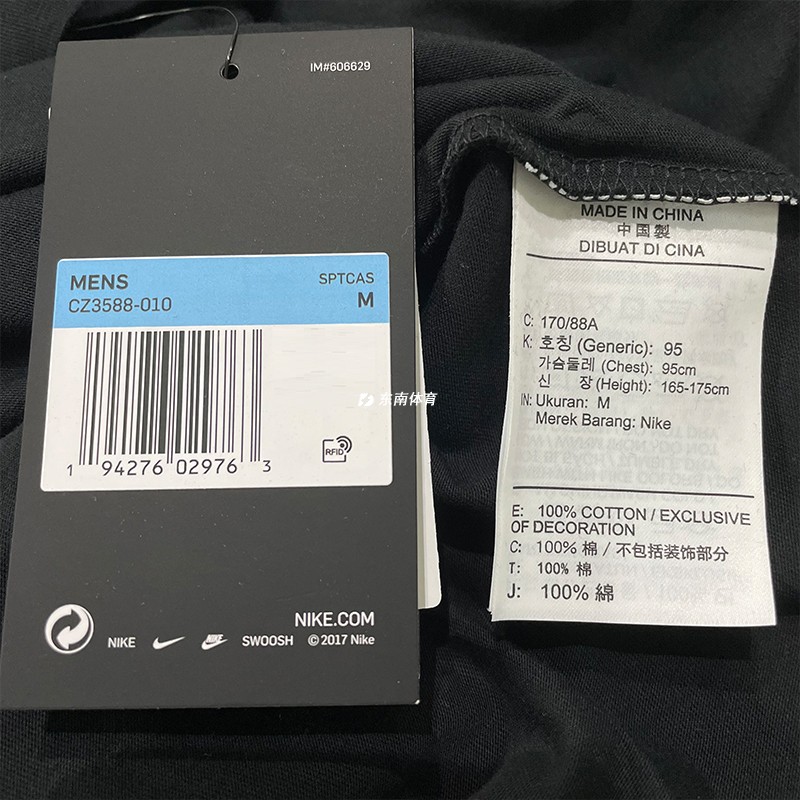 IM#606629
MENS
SPTCAS
CZ3588-010
M
1 94276 02976 3
RFID
NIKE.COM
NIKE
SWOOSH © 2017 Nike
东南体育
MADE IN CHINA
中国製
DIBUAT DI CINA
C: 170/88A
K: 호칭 (Generic): 95
가슴둘레 (Chest): 95cm
신 장 (Height): 165-175cm
IN: Ukuran: M
Merek Barang: Nike
E: 100% COTTON / EXCLUSIVE
OF DECORATION
C: 100% 棉 / 不包括装饰部分
T: 100% 棉
J: 100% 綿